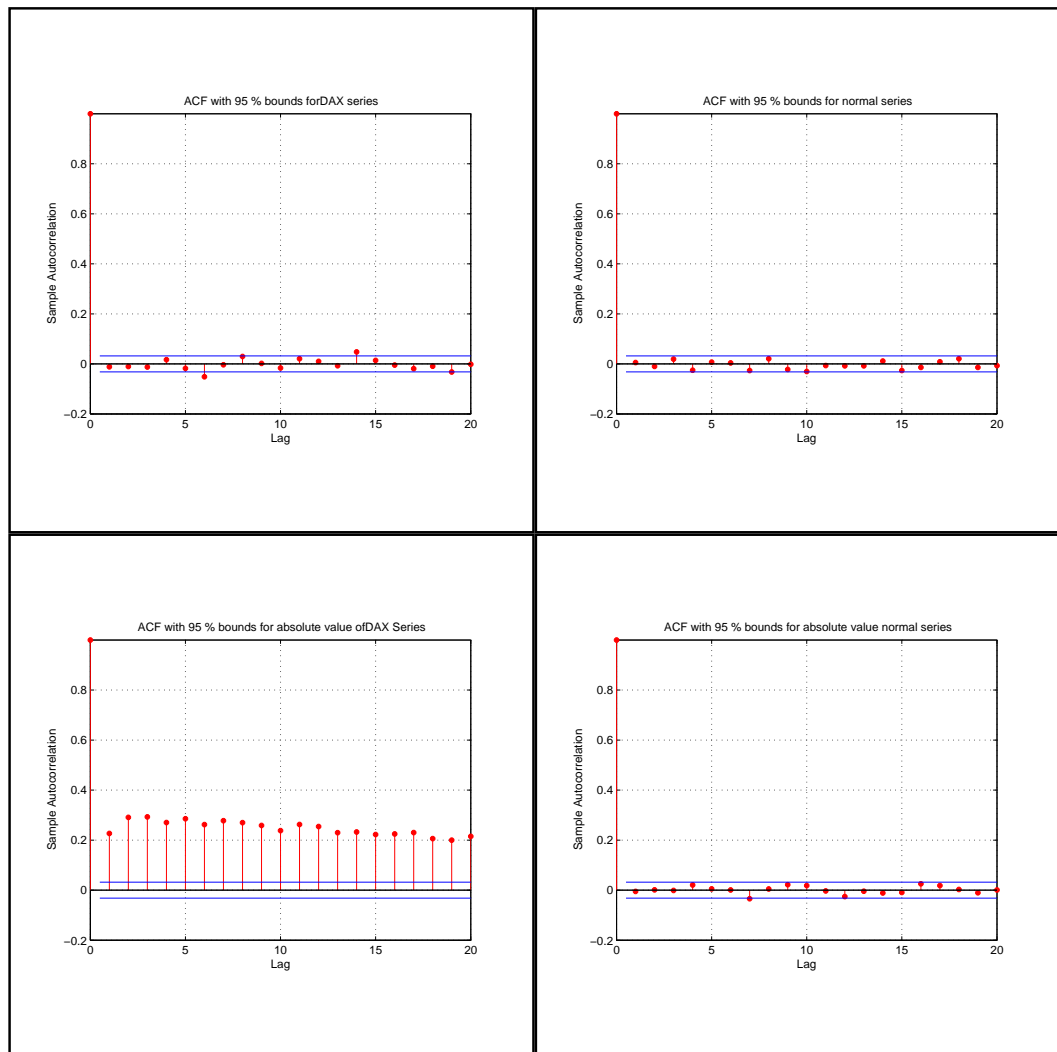 ACF with 95 % bounds forDAX series
Sample Autocorrelation
0.8
0.6
0.4
0.2
0
−0.2
0 5 10 15 20
Lag
ACF with 95 % bounds for normal series
Sample Autocorrelation
0.8
0.6
0.4
0.2
0
−0.2
0 5 10 15 20
Lag
ACF with 95 % bounds for absolute value ofDAX Series
Sample Autocorrelation
0.8
0.6
0.4
0.2
0
−0.2
0 5 10 15 20
Lag
ACF with 95 % bounds for absolute value normal series
Sample Autocorrelation
0.8
0.6
0.4
0.2
0
−0.2
0 5 10 15 20
Lag